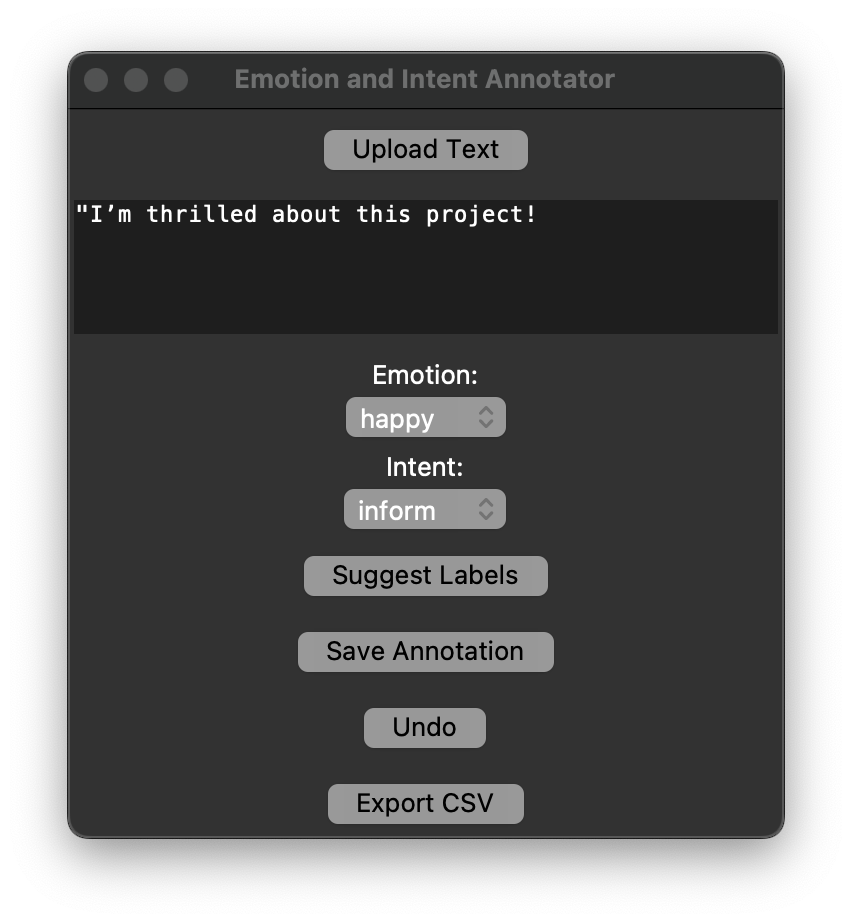 Emotion and Intent Annotator
Upload Text
"I’m thrilled about this project!
Emotion:
happy
Intent:
inform
Suggest Labels
Save Annotation
Undo
Export CSV